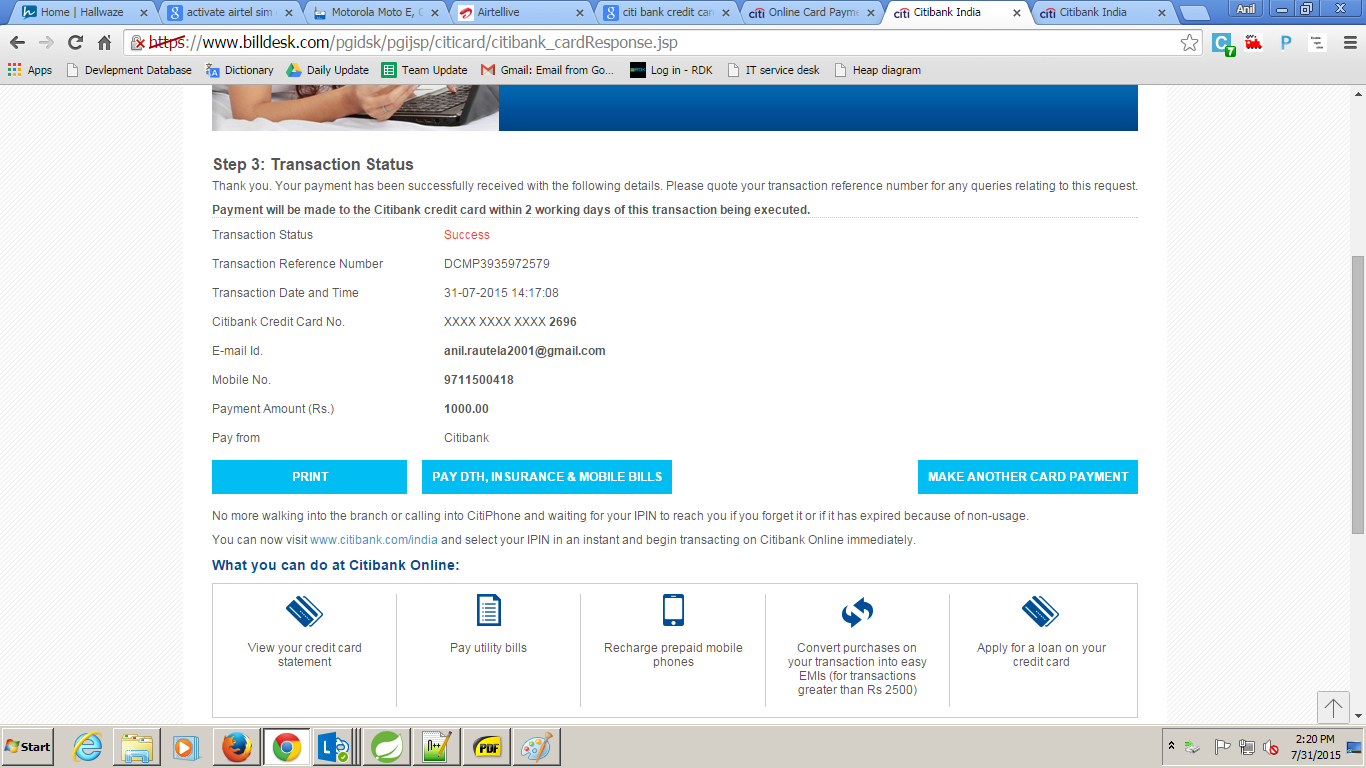 Home | Hallwaze
activate airtel sim
Motorola Moto E, G
Airtellive
citi bank credit car
citi Online Card Payme
citi Citibank India
citi Citibank India
Anil
https://www.billdesk.com/pgidsk/pgijsp/citicard/citibank_cardResponse.jsp
C 7
P
Apps
Devlepment Database
Dictionary
Daily Update
Team Update
Gmail: Email from Go...
Log in - RDK
IT service desk
Heap diagram
Step 3: Transaction Status
Thank you. Your payment has been successfully received with the following details. Please quote your transaction reference number for any queries relating to this request.
Payment will be made to the Citibank credit card within 2 working days of this transaction being executed.
Transaction Status Success
Transaction Reference Number DCMP3935972579
Transaction Date and Time 31-07-2015 14:17:08
Citibank Credit Card No. XXXX XXXX XXXX 2696
E-mail Id. anil.rautela2001@gmail.com
Mobile No. 9711500418
Payment Amount (Rs.) 1000.00
Pay from Citibank
PRINT
PAY DTH, INSURANCE & MOBILE BILLS
MAKE ANOTHER CARD PAYMENT
No more walking into the branch or calling into CitiPhone and waiting for your IPIN to reach you if you forget it or if it has expired because of non-usage.
You can now visit www.citibank.com/india and select your IPIN in an instant and begin transacting on Citibank Online immediately.
What you can do at Citibank Online:
View your credit card
statement
Pay utility bills
Recharge prepaid mobile
phones
Convert purchases on
your transaction into easy
EMIs (for transactions
greater than Rs 2500)
Apply for a loan on your
credit card
Start
PDF
2:20 PM
7/31/2015